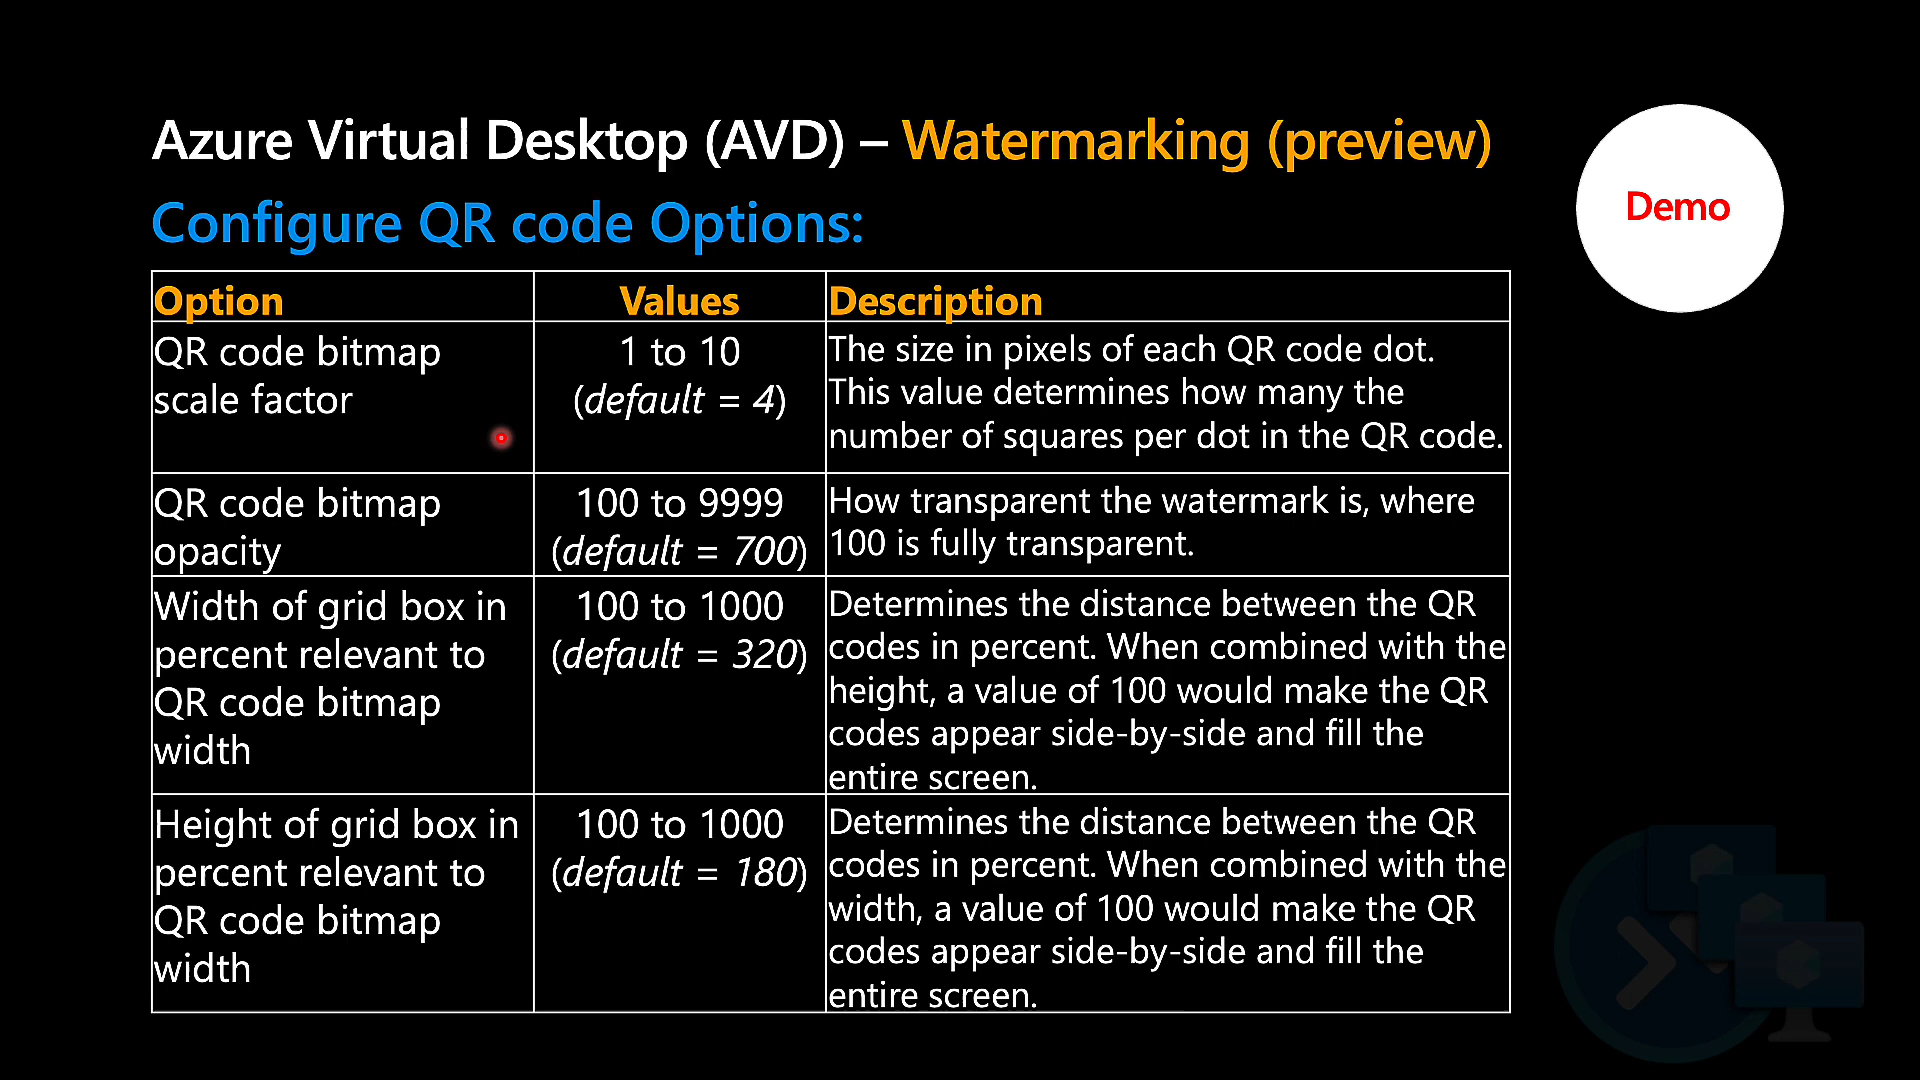 Azure Virtual Desktop (AVD) – Watermarking (preview)
Demo
Configure QR code Options:
Option
Values
Description
QR code bitmap
scale factor
1 to 10
(default = 4)
The size in pixels of each QR code dot.
This value determines how many the
number of squares per dot in the QR code.
QR code bitmap
opacity
100 to 9999
(default = 700)
How transparent the watermark is, where
100 is fully transparent.
Width of grid box in
percent relevant to
QR code bitmap
width
100 to 1000
(default = 320)
Determines the distance between the QR
codes in percent. When combined with the
height, a value of 100 would make the QR
codes appear side-by-side and fill the
entire screen.
Height of grid box in
percent relevant to
QR code bitmap
width
100 to 1000
(default = 180)
Determines the distance between the QR
codes in percent. When combined with the
width, a value of 100 would make the QR
codes appear side-by-side and fill the
entire screen.